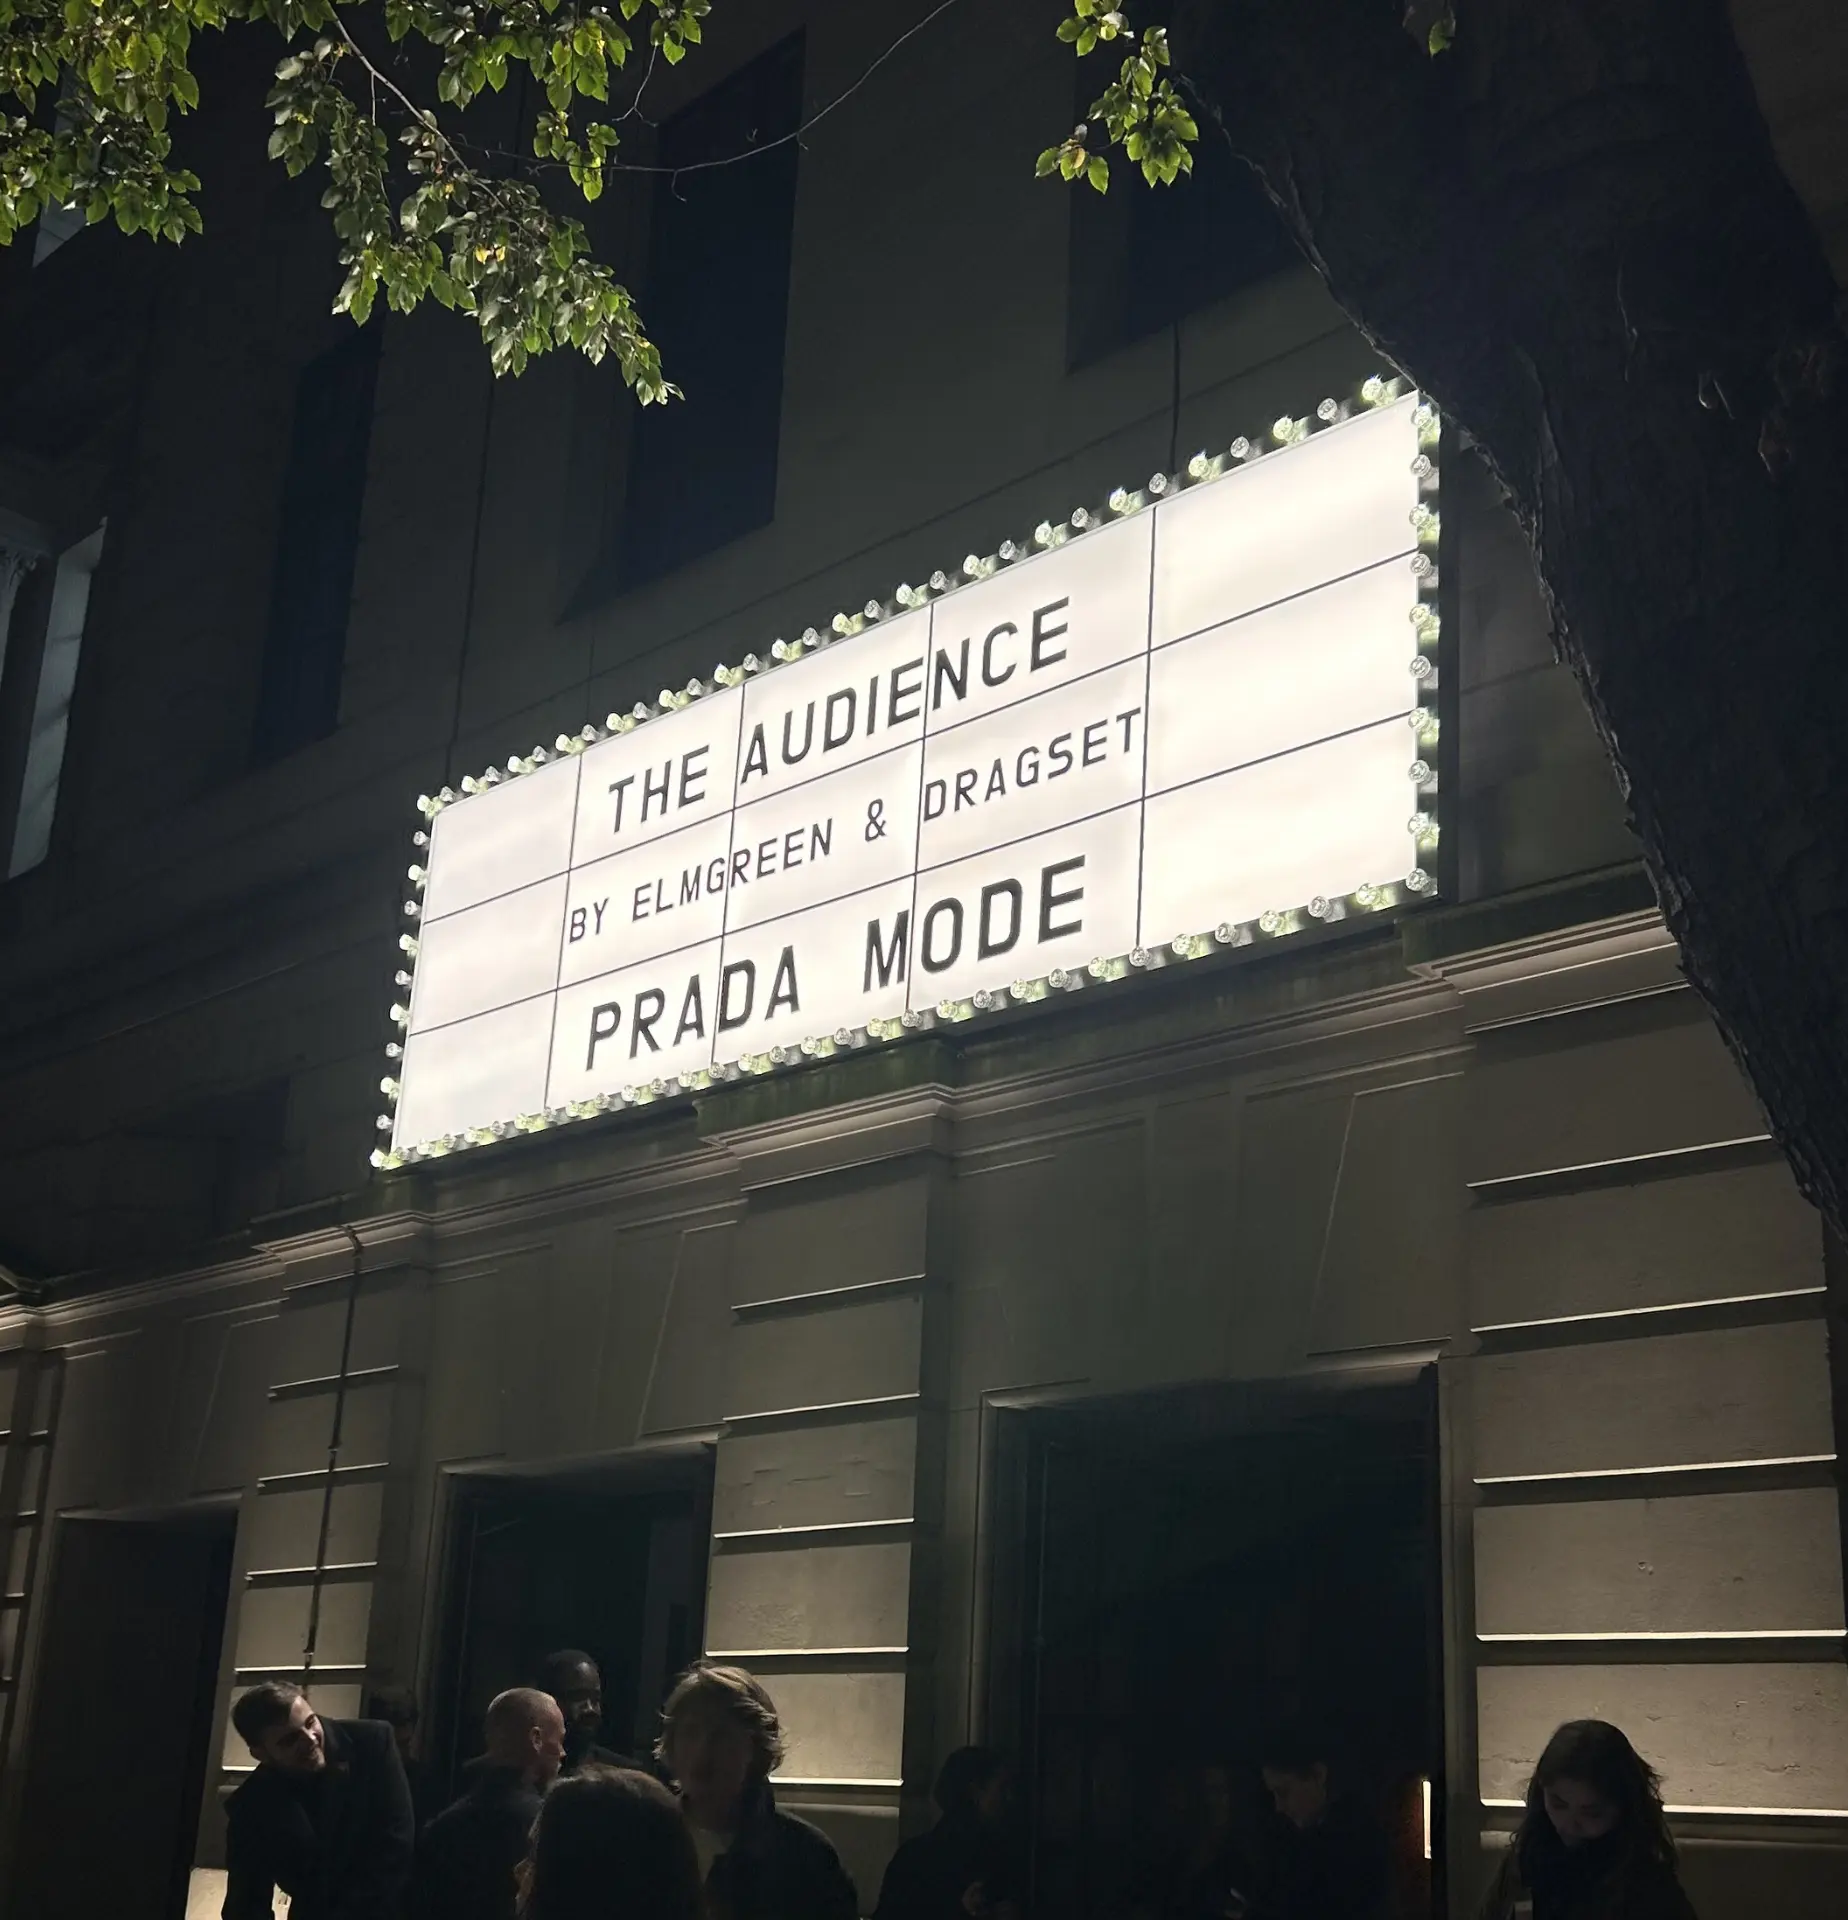 THE AUDIENCE
BY ELMGREEN & DRAGSET
PRADA MODE